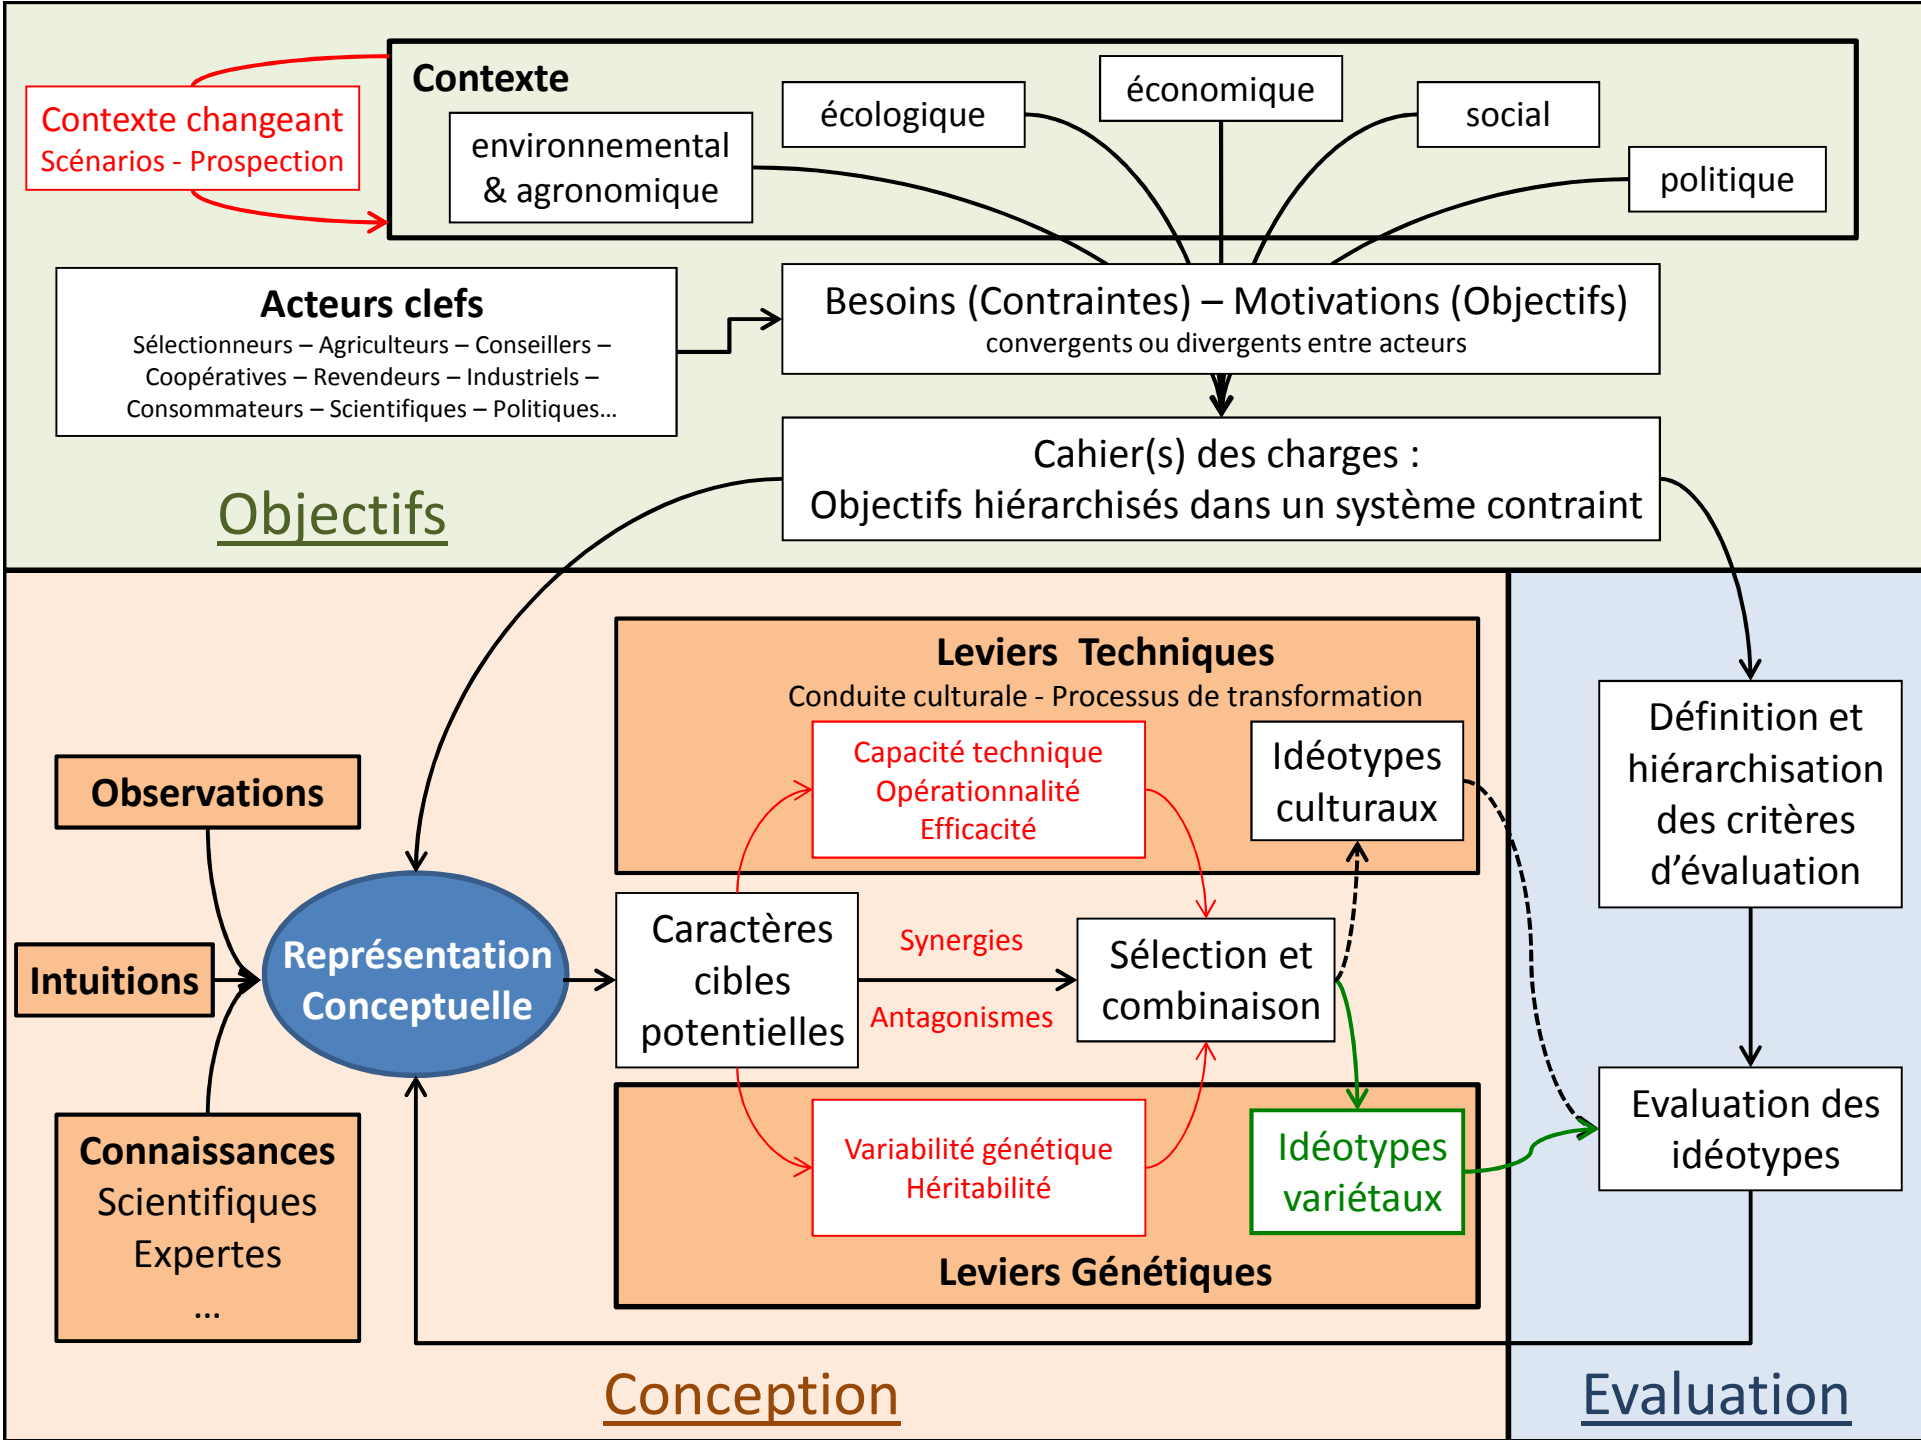 Contexte
Contexte changeant
Scénarios - Prospection
environnemental
& agronomique
écologique
économique
social
politique
Acteurs clefs
Sélectionneurs – Agriculteurs – Conseillers –
Coopératives – Revendeurs – Industriels –
Consommateurs – Scientifiques – Politiques...
Besoins (Contraintes) – Motivations (Objectifs)
convergents ou divergents entre acteurs
Cahier(s) des charges :
Objectifs hiérarchisés dans un système contraint
Objectifs
Leviers Techniques
Conduite culturale - Processus de transformation
Capacité technique
Opérationnalité
Efficacité
Idéotypes
culturaux
Observations
Intuitions
Connaissances
Scientifiques
Expertes
...
Représentation
Conceptuelle
Caractères
cibles
potentielles
Synergies
Antagonismes
Sélection et
combinaison
Variabilité génétique
Héritabilité
Idéotypes
variétaux
Leviers Génétiques
Conception
Définition et
hiérarchisation
des critères
d'évaluation
Evaluation des
idéotypes
Evaluation